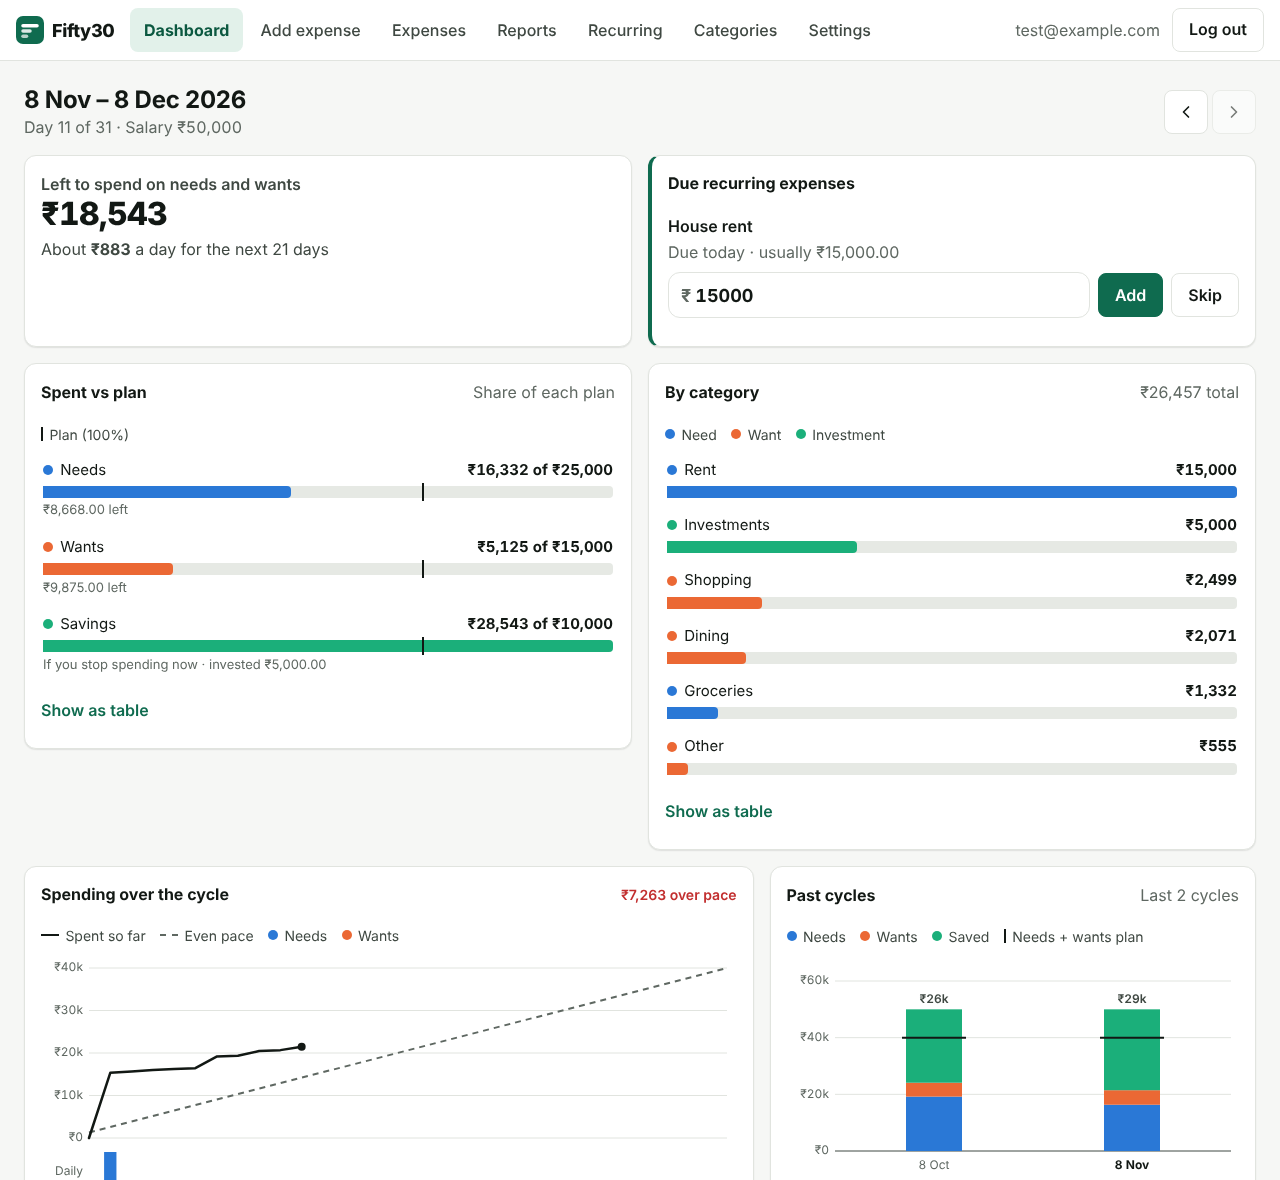 Fifty30 Dashboard Add expense Expenses Reports Recurring Categories Settings test@example.com Log out
8 Nov – 8 Dec 2026
Day 11 of 31 · Salary ₹50,000
Left to spend on needs and wants
₹18,543
About ₹883 a day for the next 21 days
Due recurring expenses
House rent
Due today · usually ₹15,000.00
₹ 15000 Add Skip
Spent vs plan Share of each plan
Plan (100%)
Needs ₹16,332 of ₹25,000
₹8,668.00 left
Wants ₹5,125 of ₹15,000
₹9,875.00 left
Savings ₹28,543 of ₹10,000
If you stop spending now · invested ₹5,000.00
Show as table
By category ₹26,457 total
Need Want Investment
Rent ₹15,000
Investments ₹5,000
Shopping ₹2,499
Dining ₹2,071
Groceries ₹1,332
Other ₹555
Show as table
Spending over the cycle ₹7,263 over pace
Spent so far Even pace Needs Wants
₹40k
₹30k
₹20k
₹10k
₹0
Daily
Past cycles Last 2 cycles
Needs Wants Saved Needs + wants plan
₹60k
₹26k ₹29k
₹40k
₹20k
₹0
8 Oct 8 Nov